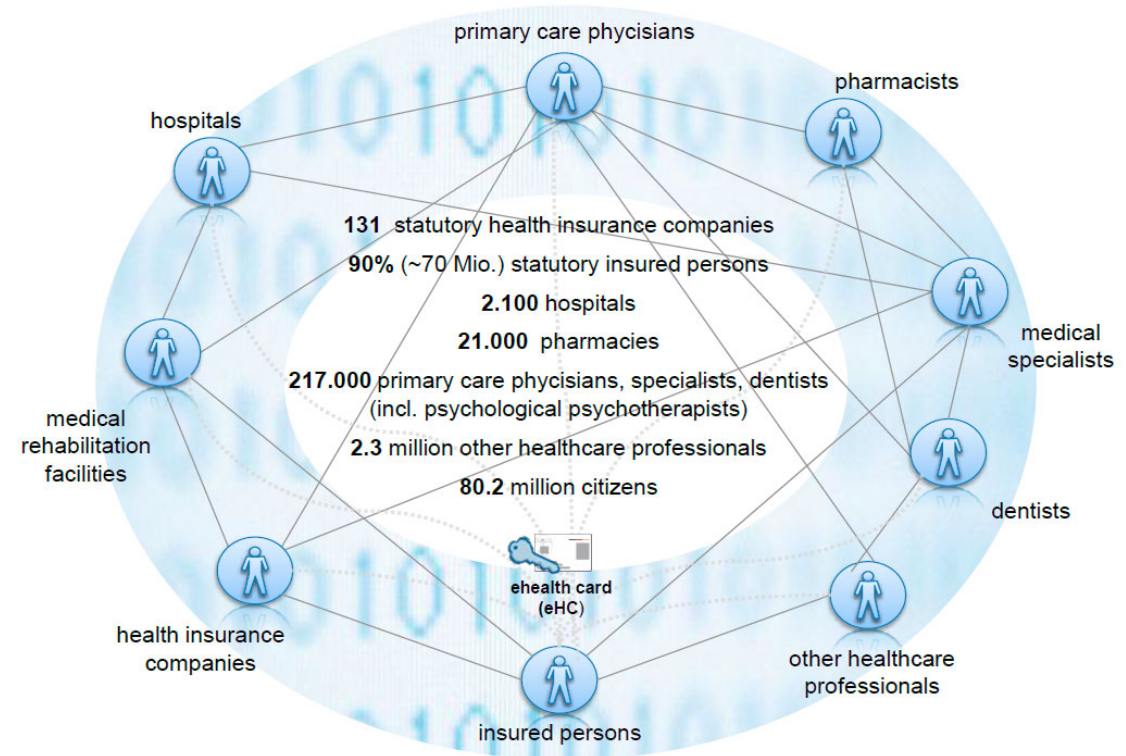 primary care phycisians
pharmacists
hospitals
131 statutory health insurance companies
90% (~70 Mio.) statutory insured persons
2.100 hospitals
21.000 pharmacies
217.000 primary care phycisians, specialists, dentists
(incl. psychological psychotherapists)
2.3 million other healthcare professionals
80.2 million citizens
medical
specialists
medical
rehabilitation
facilities
dentists
ehealth card
(eHC)
health insurance
companies
other healthcare
professionals
insured persons